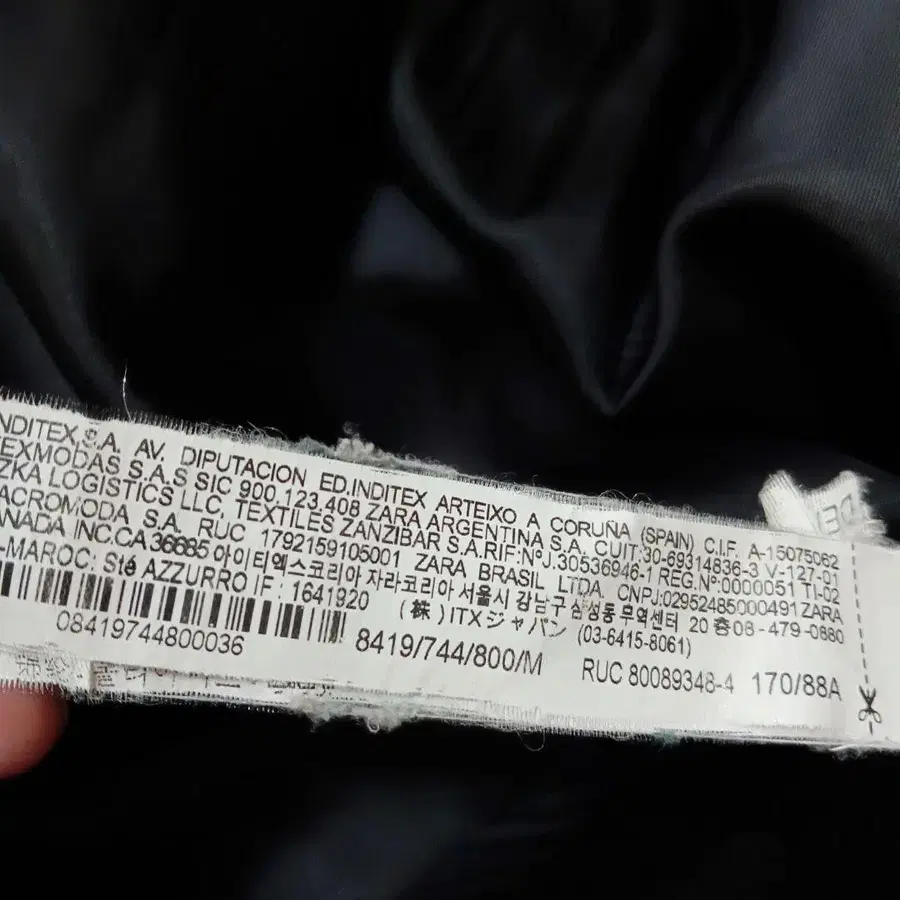 INDITEX,S.A. AV. DIPUTACION ED.INDITEX ARTEIXO A CORUÑA (SPAIN) C.I.F. A-15075062
TEXMODAS S.A.S SIC 900.123.408 ZARA ARGENTINA S.A. CUIT:30-69314836-3 V-127-01
ZKA LOGISTICS LLC, TEXTILES ZANZIBAR S.A.RIF:Nº.J.30536946-1 REG.Nº.0000051 TI-02
ACROMODA S.A. RUC 1792159105001 ZARA BRASIL LTDA. CNPJ:02952485000491 ZARA
ANADA INC.CA 36685 아이티엑스코리아 자라코리아 서울시 강남구 삼성동 무역센터 20 층 08-479-0880
-MAROC: Sté AZZURRO IF : 1641920 (株)ITXジャパン (03-6415-8061)
08419744800036
8419/744/800/M RUC 80089348-4 170/88A
DE